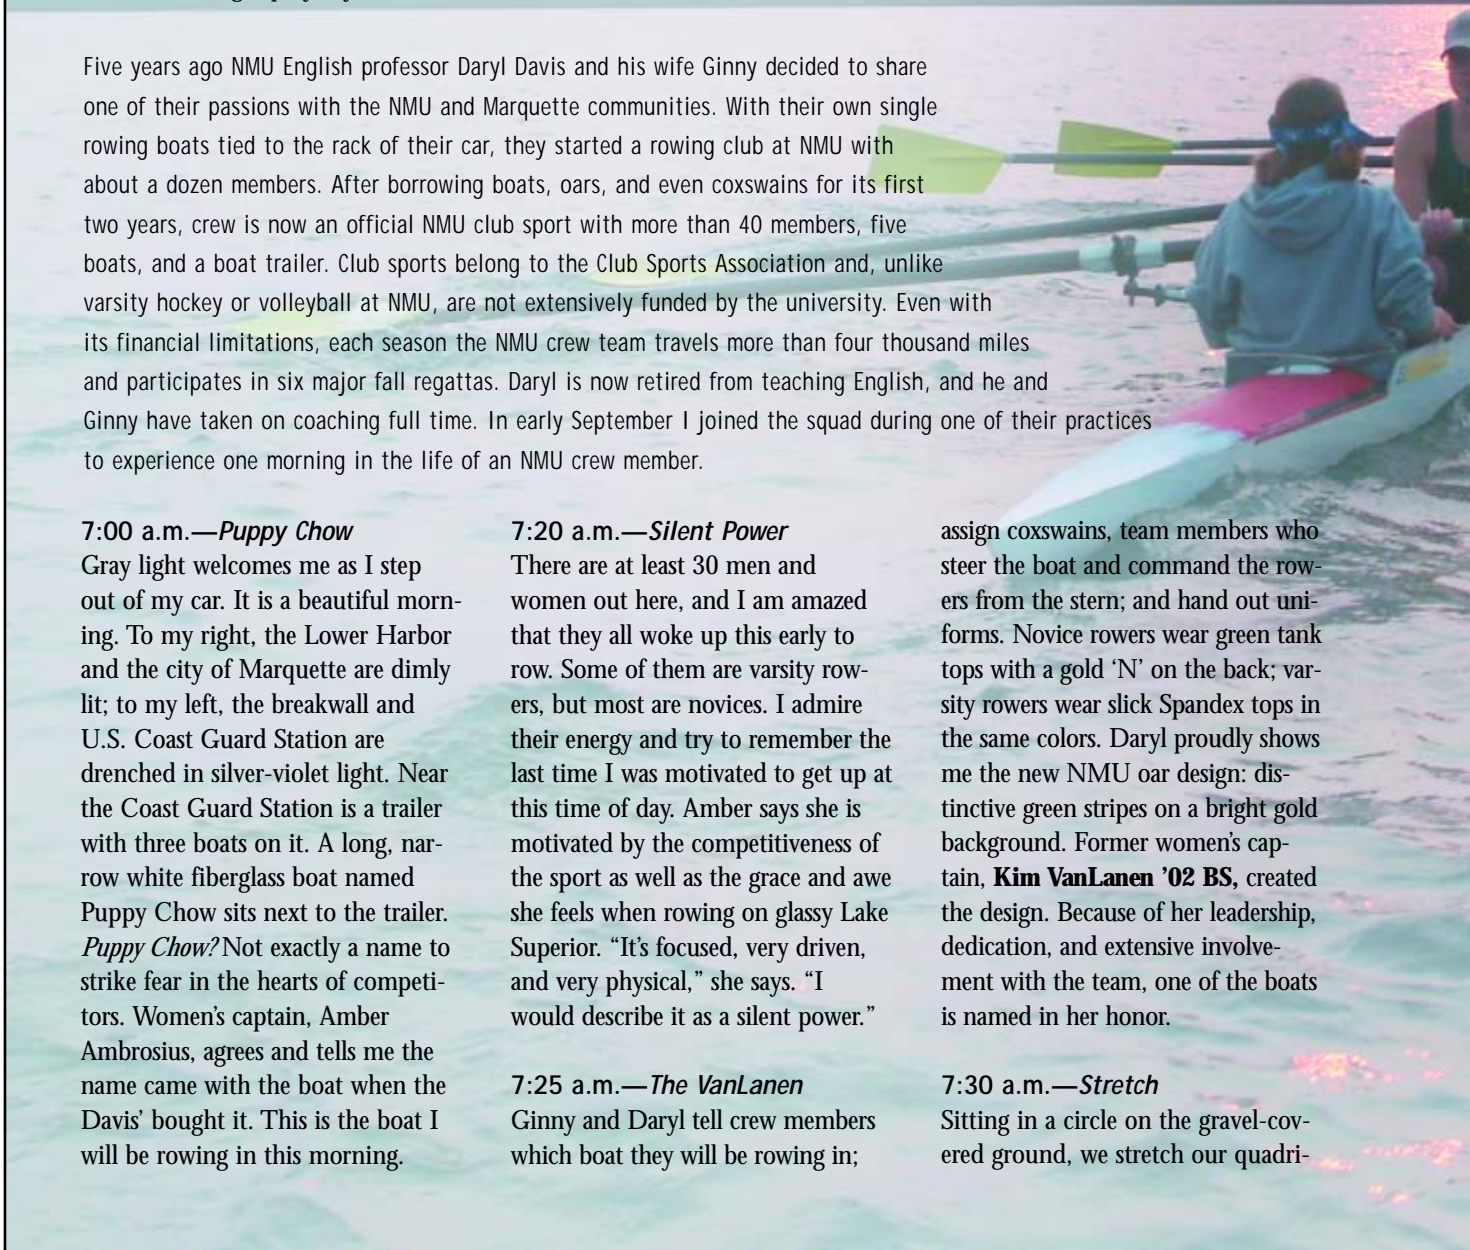 Five years ago NMU English professor Daryl Davis and his wife Ginny decided to share
one of their passions with the NMU and Marquette communities. With their own single
rowing boats tied to the rack of their car, they started a rowing club at NMU with
about a dozen members. After borrowing boats, oars, and even coxswains for its first
two years, crew is now an official NMU club sport with more than 40 members, five
boats, and a boat trailer. Club sports belong to the Club Sports Association and, unlike
varsity hockey or volleyball at NMU, are not extensively funded by the university. Even with
its financial limitations, each season the NMU crew team travels more than four thousand miles
and participates in six major fall regattas. Daryl is now retired from teaching English, and he and
Ginny have taken on coaching full time. In early September I joined the squad during one of their practices
to experience one morning in the life of an NMU crew member.
7:00 a.m.—Puppy Chow
Gray light welcomes me as I step
out of my car. It is a beautiful morn-
ing. To my right, the Lower Harbor
and the city of Marquette are dimly
lit; to my left, the breakwall and
U.S. Coast Guard Station are
drenched in silver-violet light. Near
the Coast Guard Station is a trailer
with three boats on it. A long, nar-
row white fiberglass boat named
Puppy Chow sits next to the trailer.
Puppy Chow? Not exactly a name to
strike fear in the hearts of competi-
tors. Women's captain, Amber
Ambrosius, agrees and tells me the
name came with the boat when the
Davis' bought it. This is the boat I
will be rowing in this morning.
7:20 a.m.—Silent Power
There are at least 30 men and
women out here, and I am amazed
that they all woke up this early to
row. Some of them are varsity row-
ers, but most are novices. I admire
their energy and try to remember the
last time I was motivated to get up at
this time of day. Amber says she is
motivated by the competitiveness of
the sport as well as the grace and awe
she feels when rowing on glassy Lake
Superior. “It's focused, very driven,
and very physical,” she says. “I
would describe it as a silent power.”
7:25 a.m.—The VanLanen
Ginny and Daryl tell crew members
which boat they will be rowing in;
assign coxswains, team members who
steer the boat and command the row-
ers from the stern; and hand out uni-
forms. Novice rowers wear green tank
tops with a gold ‘N’ on the back; var-
sity rowers wear slick Spandex tops in
the same colors. Daryl proudly shows
me the new NMU oar design: dis-
tinctive green stripes on a bright gold
background. Former women's cap-
tain, Kim VanLanen ’02 BS, created
the design. Because of her leadership,
dedication, and extensive involve-
ment with the team, one of the boats
is named in her honor.
7:30 a.m.—Stretch
Sitting in a circle on the gravel-cov-
ered ground, we stretch our quadri-